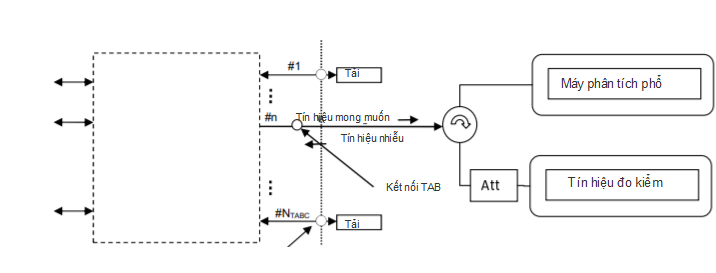 #1
Tải
Máy phân tích phổ
#n
Tín hiệu mong muốn
Tín hiệu nhiễu
Kết nối TAB
Att
Tín hiệu đo kiểm
#NTABC
Tải